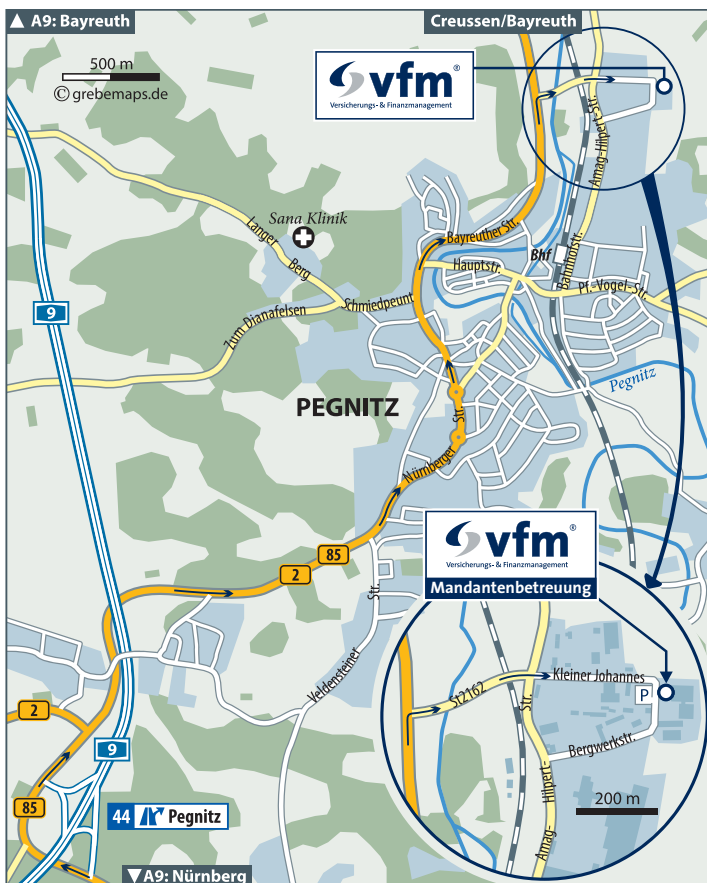 ▲ A9: Bayreuth
Creussen/Bayreuth
500 m
© grebemaps.de
vfm®
Versicherungs- & Finanzmanagement
Amag-Hilpert-Str.
Sana Klinik
Langer
Berg
Bayreuther Str.
Hauptstr.
Bhf
Bahnhofstr.
Pf.-Vogel-Str.
Schmiedpeunt
Zum Dianafelsen
9
Pegnitz
PEGNITZ
Nürnberger
Str.
85
2
vfm®
Versicherungs- & Finanzmanagement
Mandantenbetreuung
Veldensteiner
Str.
St2162
Kleiner Johannes
P
Bergwerkstr.
Amag-
Hilpert-
Str.
200 m
2
9
85
44 Pegnitz
▼ A9: Nürnberg